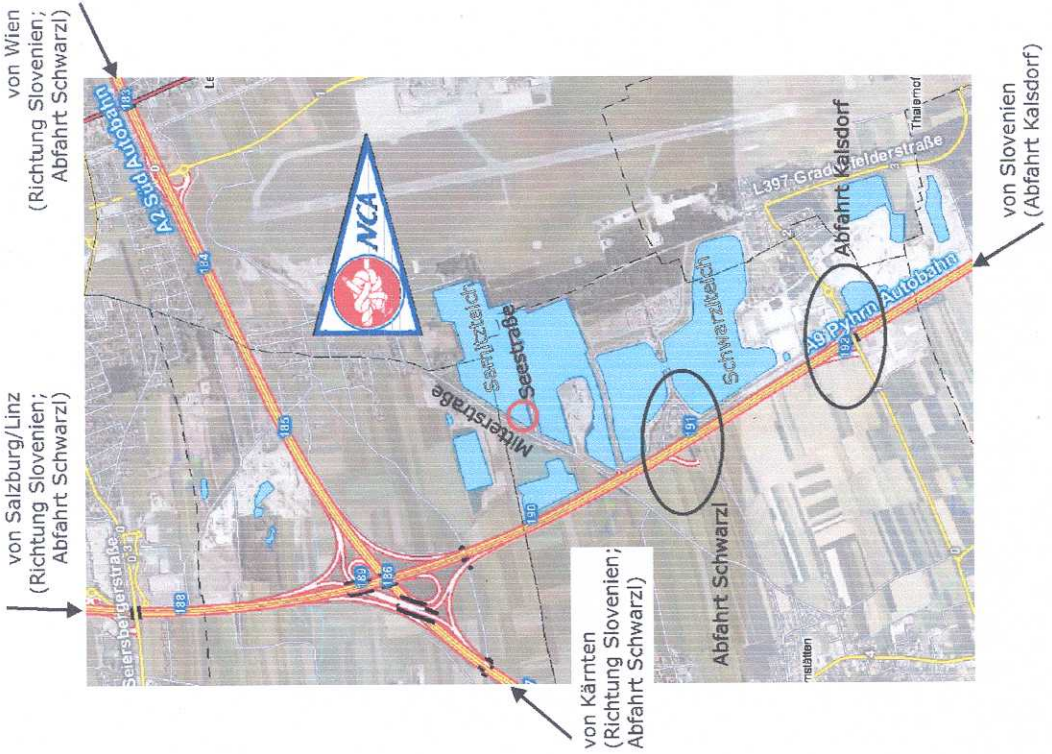 von Wien
(Richtung Slovenien;
Abfahrt Schwarzl)
von Salzburg/Linz
(Richtung Slovenien;
Abfahrt Schwarzl)
A2 Süd Autobahn
183
184
185
186
188
189
190
191
192
Seiersbergerstraße
NCA
Mitterstraße
Seestraße
Schwarzlteich
L397
A9 Pyhrn Autobahn
Abfahrt Kalsdorf
Abfahrt Schwarzl
Thalerhof
von Kärnten
(Richtung Slovenien;
Abfahrt Schwarzl)
von Slovenien
(Abfahrt Kalsdorf)